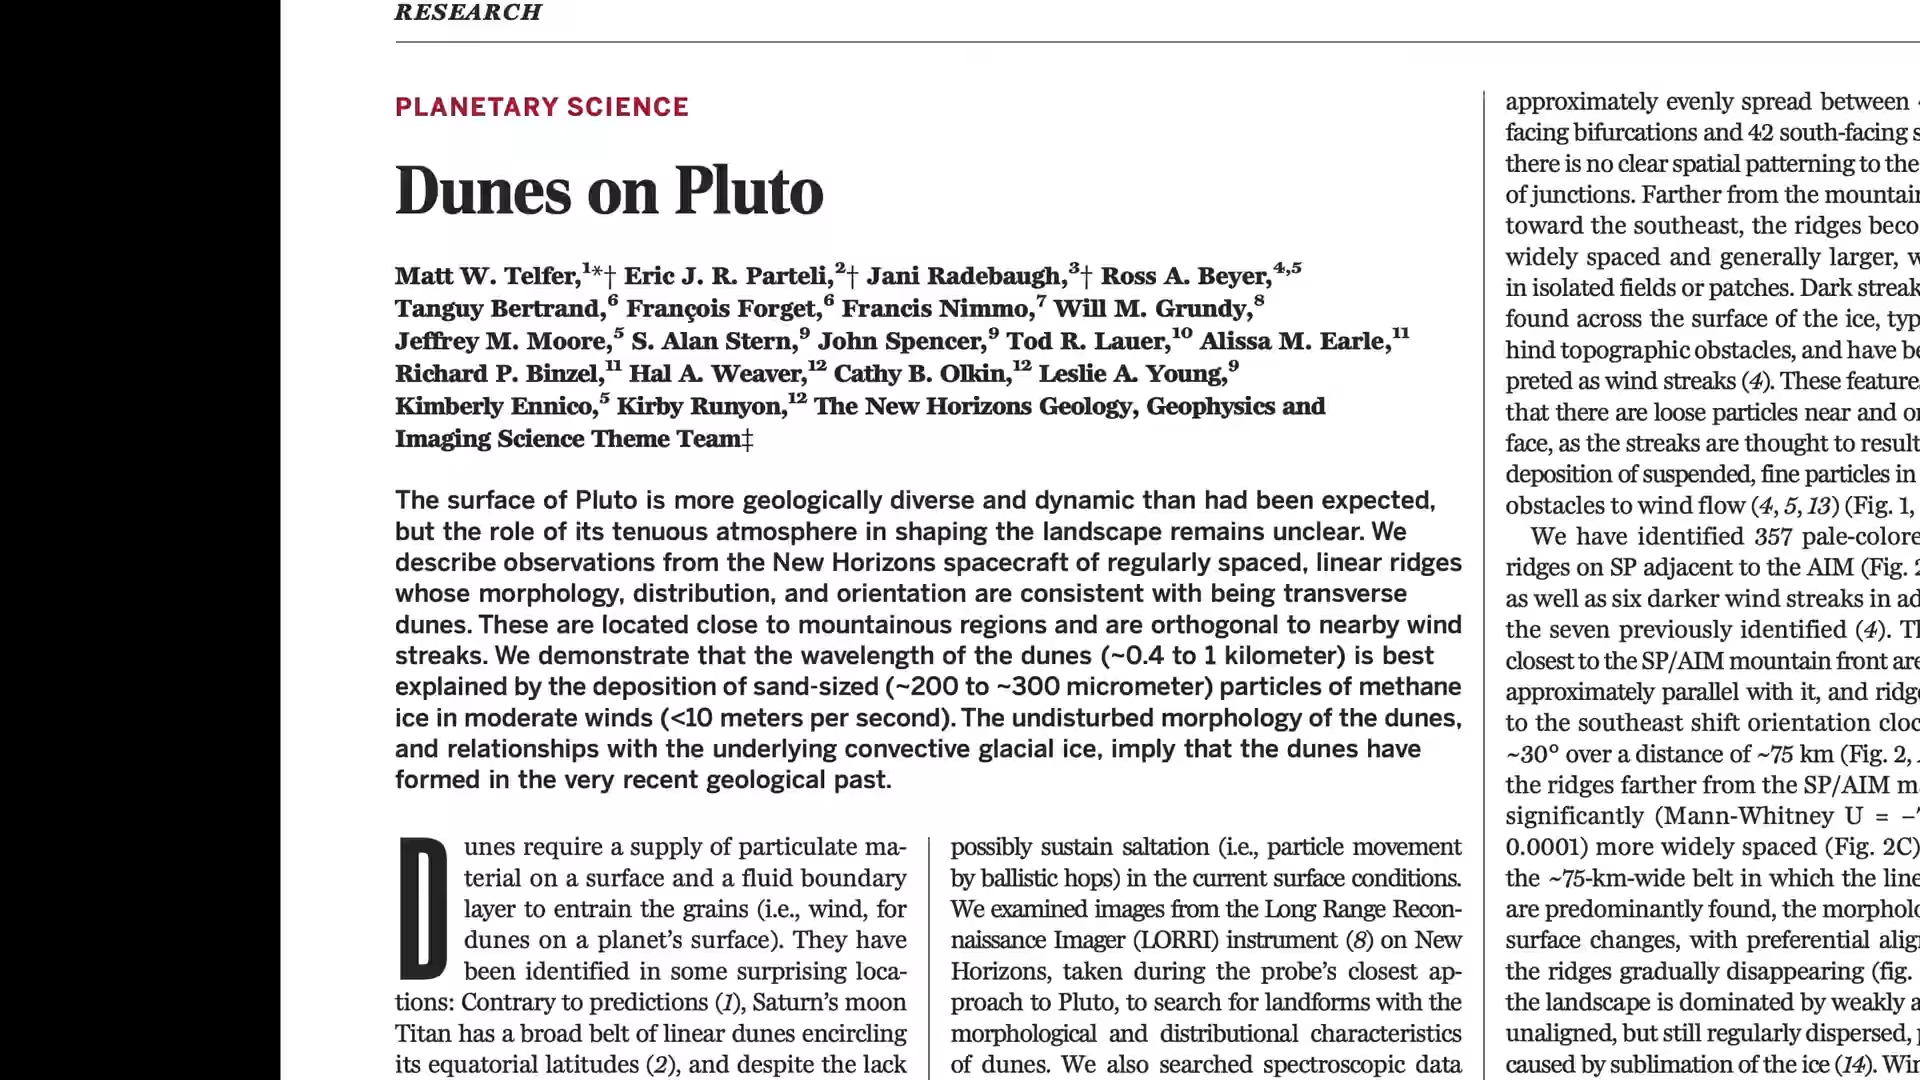 RESEARCH
PLANETARY SCIENCE
Dunes on Pluto
Matt W. Telfer,1*† Eric J. R. Parteli,2† Jani Radebaugh,3† Ross A. Beyer,4,5
Tanguy Bertrand,6 François Forget,6 Francis Nimmo,7 Will M. Grundy,8
Jeffrey M. Moore,5 S. Alan Stern,9 John Spencer,9 Tod R. Lauer,10 Alissa M. Earle,11
Richard P. Binzel,11 Hal A. Weaver,12 Cathy B. Olkin,12 Leslie A. Young,9
Kimberly Ennico,5 Kirby Runyon,12 The New Horizons Geology, Geophysics and
Imaging Science Theme Team‡
The surface of Pluto is more geologically diverse and dynamic than had been expected,
but the role of its tenuous atmosphere in shaping the landscape remains unclear. We
describe observations from the New Horizons spacecraft of regularly spaced, linear ridges
whose morphology, distribution, and orientation are consistent with being transverse
dunes. These are located close to mountainous regions and are orthogonal to nearby wind
streaks. We demonstrate that the wavelength of the dunes (~0.4 to 1 kilometer) is best
explained by the deposition of sand-sized (~200 to ~300 micrometer) particles of methane
ice in moderate winds (<10 meters per second). The undisturbed morphology of the dunes,
and relationships with the underlying convective glacial ice, imply that the dunes have
formed in the very recent geological past.
Dunes require a supply of particulate ma-
terial on a surface and a fluid boundary
layer to entrain the grains (i.e., wind, for
dunes on a planet's surface). They have
been identified in some surprising loca-
tions: Contrary to predictions (1), Saturn's moon
Titan has a broad belt of linear dunes encircling
its equatorial latitudes (2), and despite the lack
possibly sustain saltation (i.e., particle movement
by ballistic hops) in the current surface conditions.
We examined images from the Long Range Recon-
naissance Imager (LORRI) instrument (8) on New
Horizons, taken during the probe's closest ap-
proach to Pluto, to search for landforms with the
morphological and distributional characteristics
of dunes. We also searched spectroscopic data
approximately evenly spread between
facing bifurcations and 42 south-facing
there is no clear spatial patterning to the
of junctions. Farther from the
toward the southeast, the ridges
widely spaced and generally larger,
in isolated fields or patches. Dark
found across the surface of the ice,
hind topographic obstacles, and have
preted as wind streaks (4). These
that there are loose particles near and
face, as the streaks are thought to result
deposition of suspended, fine particles in
obstacles to wind flow (4, 5, 13) (Fig. 1,
We have identified 357
ridges on SP adjacent to the AIM (Fig.
as well as six darker wind streaks in
the seven previously identified (4).
closest to the SP/AIM mountain front are
approximately parallel with it, and
to the southeast shift orientation
~30° over a distance of ~75 km (Fig. 2,
the ridges farther from the SP/AIM
significantly (Mann-Whitney U = −
0.0001) more widely spaced (Fig. 2C)
the ~75-km-wide belt in which the
are predominantly found, the
surface changes, with preferential
the ridges gradually disappearing (fig.
the landscape is dominated by weakly
unaligned, but still regularly dispersed,
caused by sublimation of the ice (14).